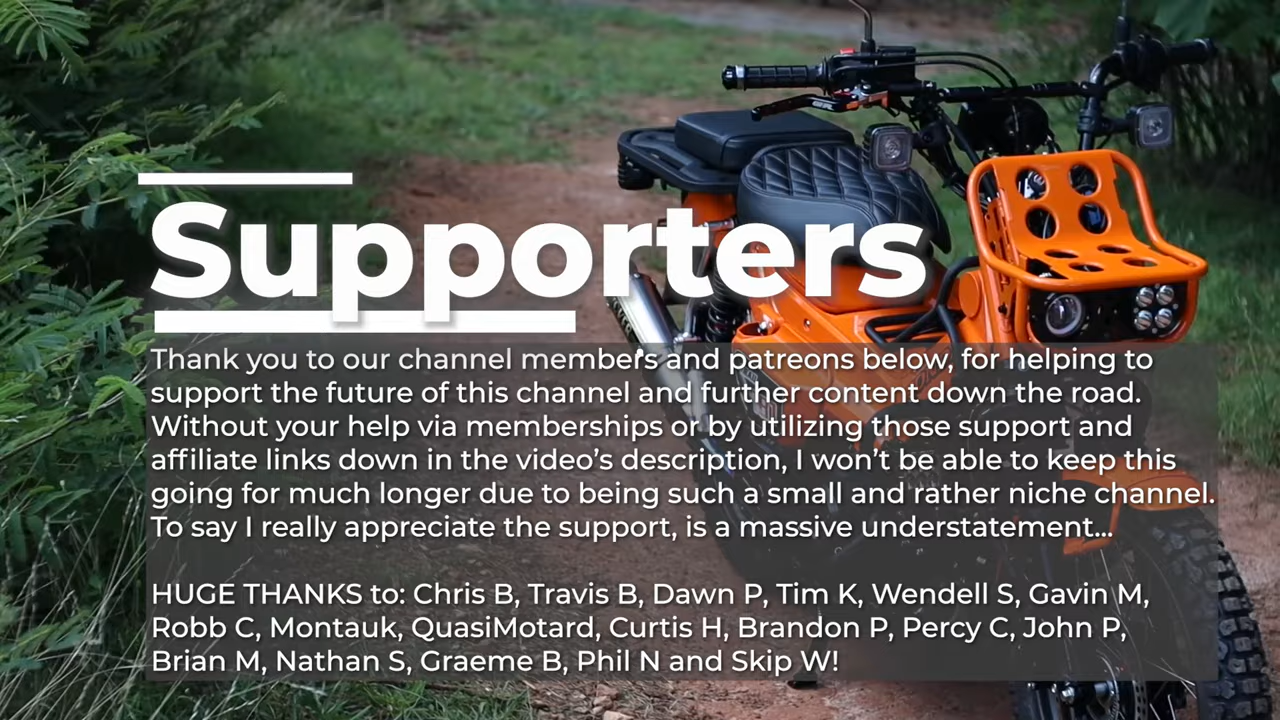 Supporters
Thank you to our channel members and patreons below, for helping to
support the future of this channel and further content down the road.
Without your help via memberships or by utilizing those support and
affiliate links down in the video's description, I won't be able to keep this
going for much longer due to being such a small and rather niche channel.
To say I really appreciate the support, is a massive understatement...
HUGE THANKS to: Chris B, Travis B, Dawn P, Tim K, Wendell S, Gavin M,
Robb C, Montauk, QuasiMotard, Curtis H, Brandon P, Percy C, John P,
Brian M, Nathan S, Graeme B, Phil N and Skip W!